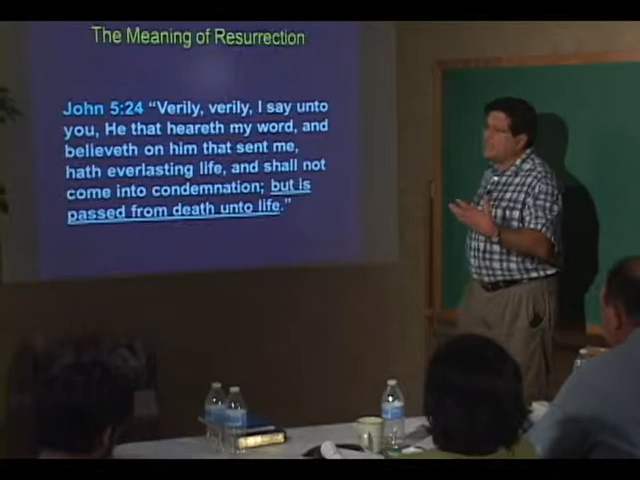 The Meaning of Resurrection
John 5:24 “Verily, verily, I say unto
you, He that heareth my word, and
believeth on him that sent me,
hath everlasting life, and shall not
come into condemnation; but is
passed from death unto life.”